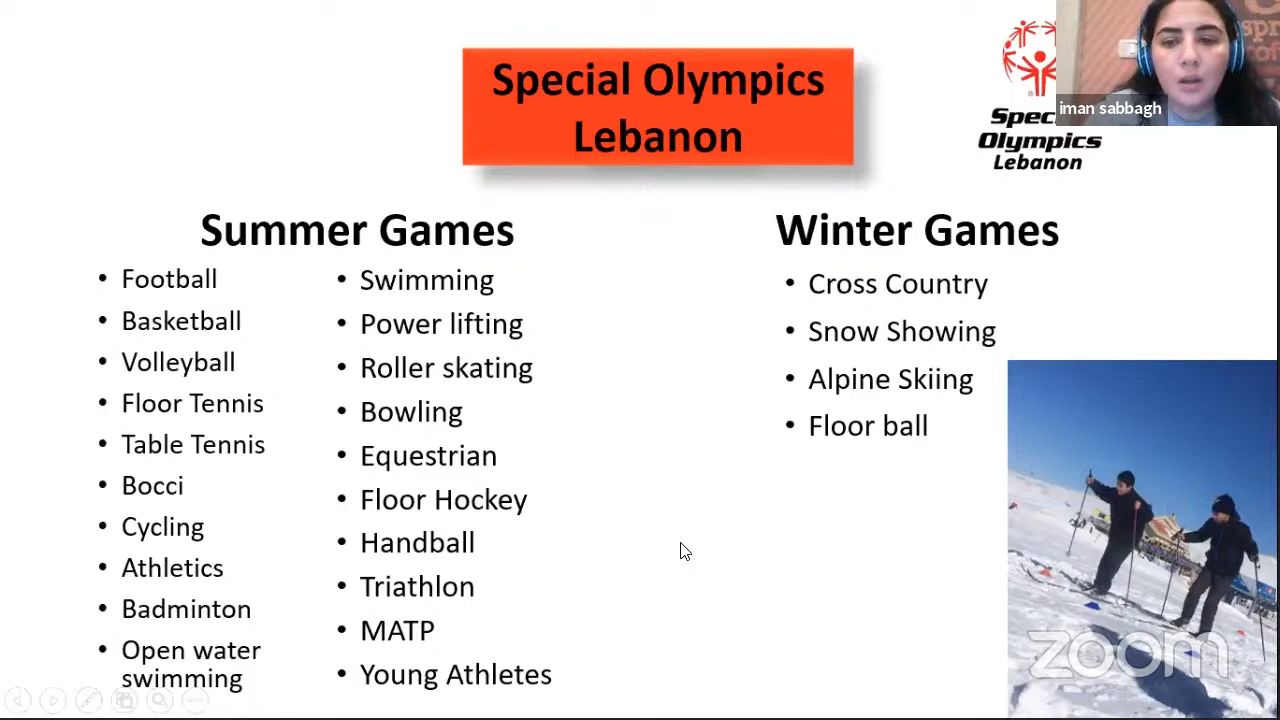 Special Olympics
Lebanon
iman sabbagh
Olympics
Lebanon
Summer Games
Football
Basketball
Volleyball
Floor Tennis
Table Tennis
Bocci
Cycling
Athletics
Badminton
Open water
swimming
Swimming
Power lifting
Roller skating
Bowling
Equestrian
Floor Hockey
Handball
Triathlon
MATP
Young Athletes
Winter Games
Cross Country
Snow Showing
Alpine Skiing
Floor ball
zoom